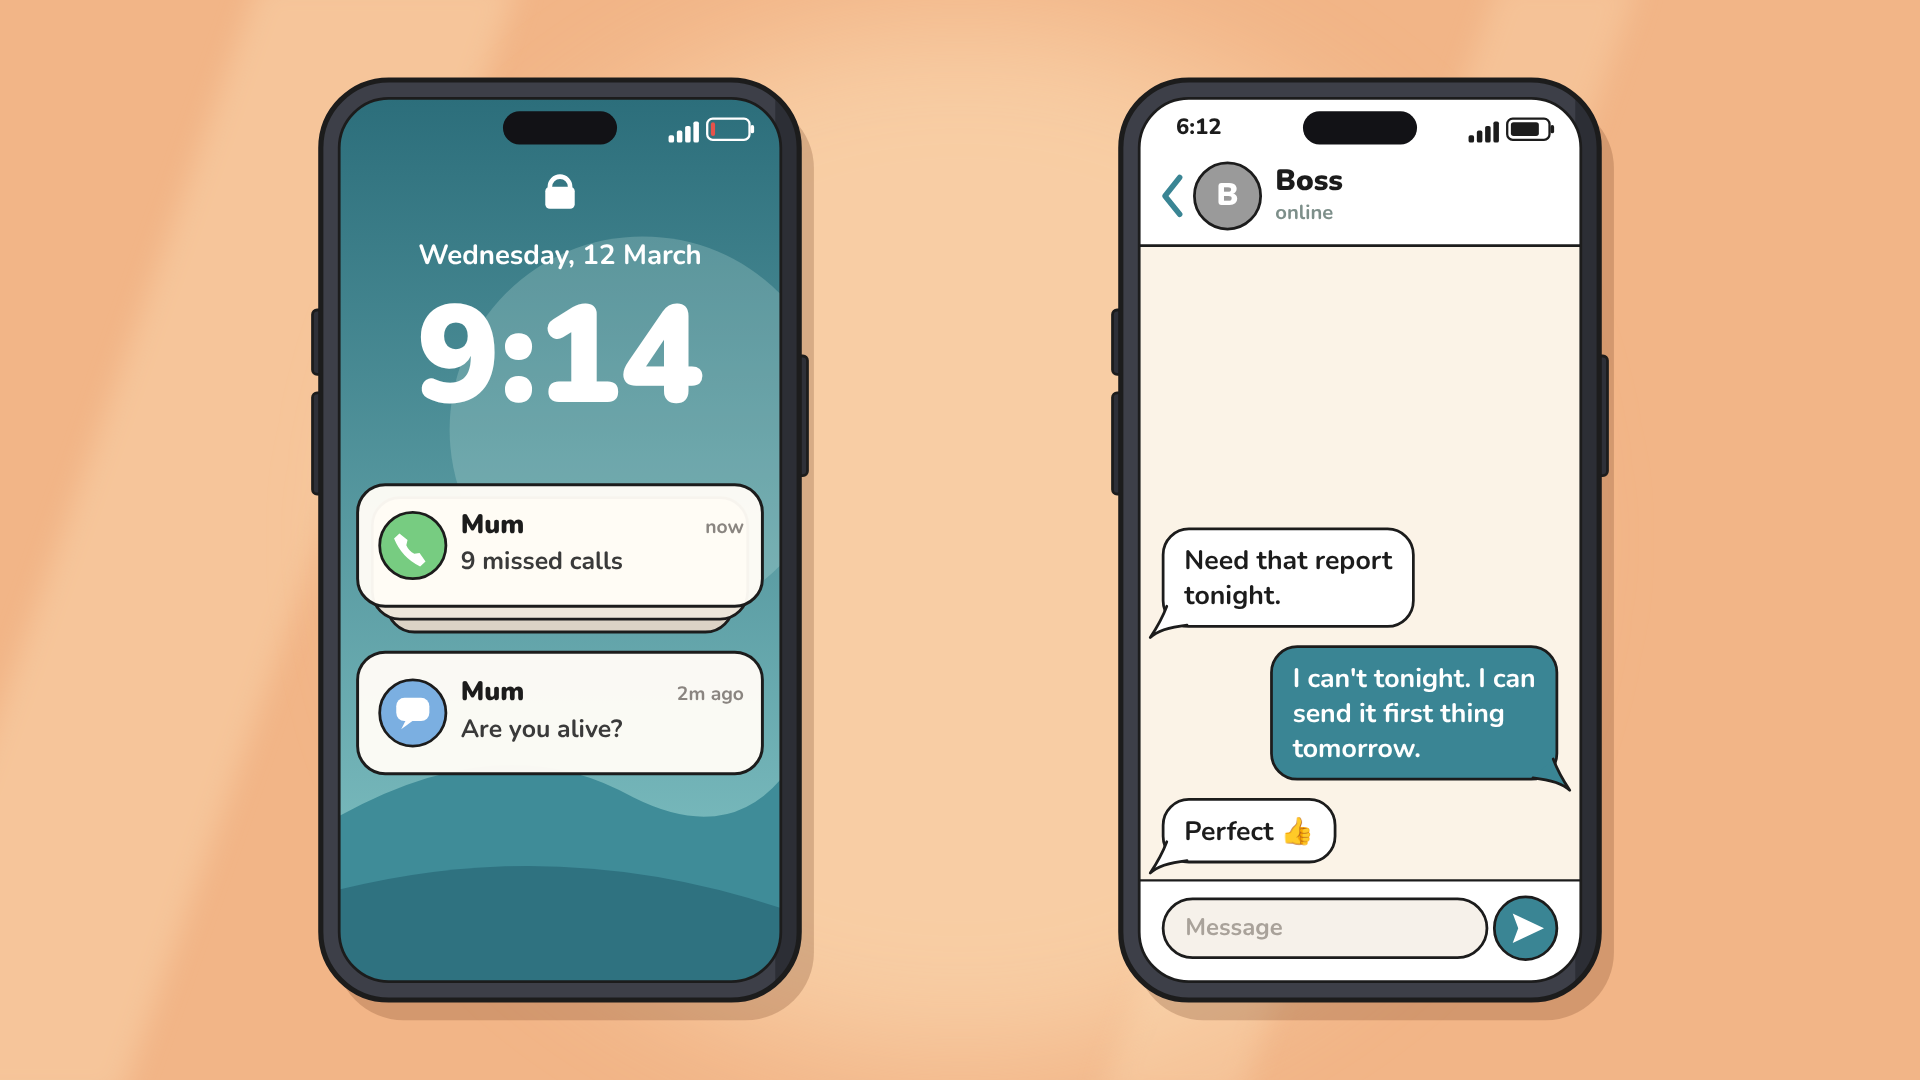 Wednesday, 12 March
9:14
Mum
now
9 missed calls
Mum
2m ago
Are you alive?
6:12
B
Boss
online
Need that report
tonight.
I can't tonight. I can
send it first thing
tomorrow.
Perfect 👍
Message